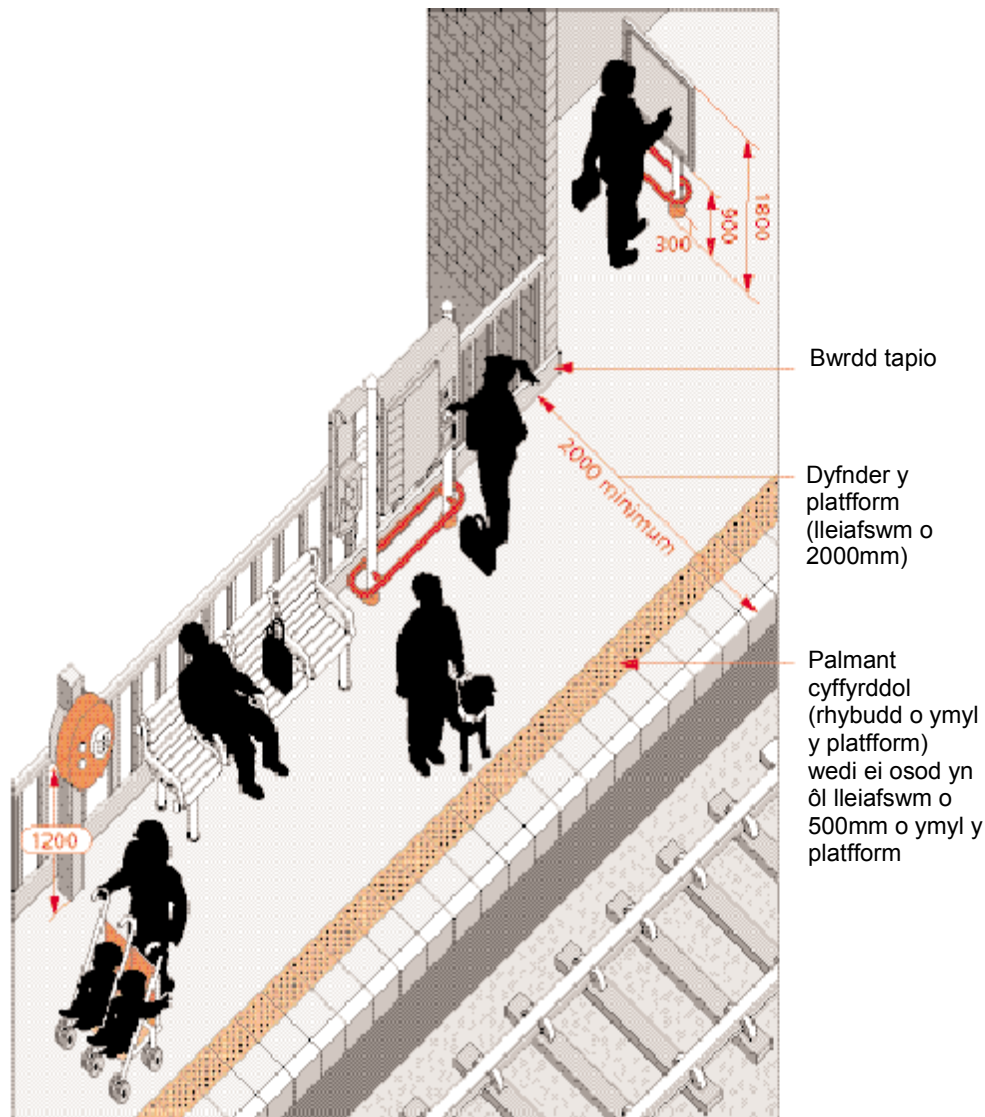 1800
900
300
Bwrdd tapio
2000 minimum
Dyfnder y
platfform
(lleiafswm o
2000mm)
Palmant
cyffyrddol
(rhybudd o ymyl
y platfform)
wedi ei osod yn
ôl lleiafswm o
500mm o ymyl y
platfform
1200